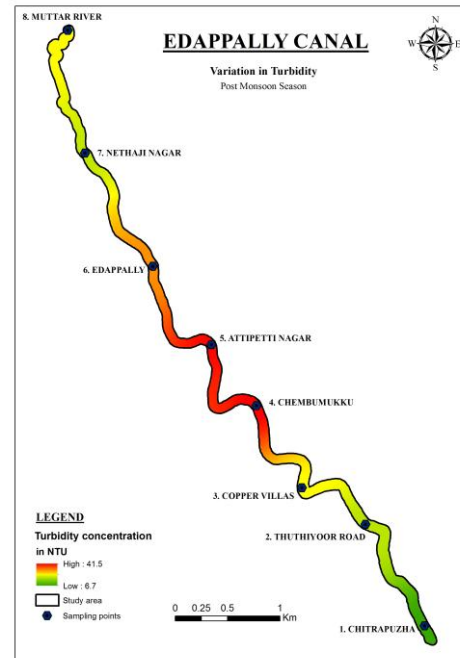 8. MUTTAR RIVER
EDAPPALLY CANAL
N
W E
S
Variation in Turbidity
Post Monsoon Season
7. NETHAJI NAGAR
6. EDAPPALLY
5. ATTIPETTI NAGAR
4. CHEMBUMUKKU
3. COPPER VILLAS
2. THUTHIYOOR ROAD
1. CHITRAPUZHA
LEGEND
Turbidity concentration
in NTU
High : 41.5
Low : 6.7
Study area
Sampling points
0 0.25 0.5 1
Km